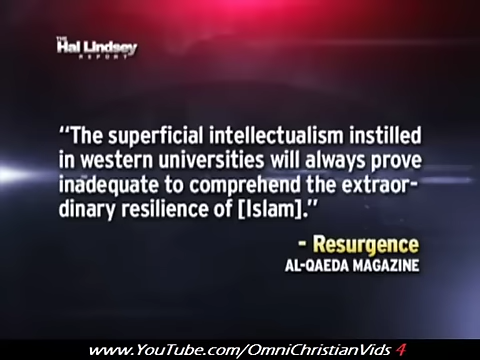 THE
Hal Lindsey
REPORT
“The superficial intellectualism instilled
in western universities will always prove
inadequate to comprehend the extraor-
dinary resilience of [Islam].”
- Resurgence
AL-QAEDA MAGAZINE
www.YouTube.com/OmniChristianVids 4